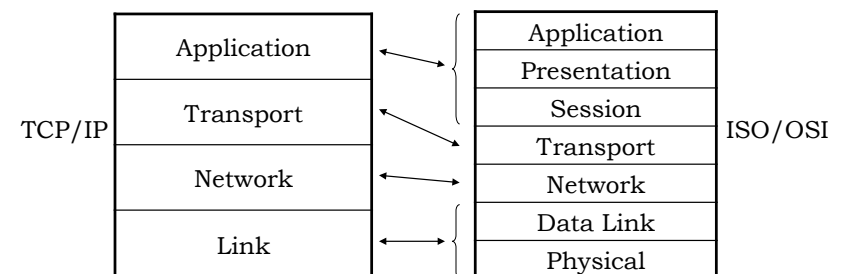 TCP/IP
Application
Transport
Network
Link
Application
Presentation
Session
Transport
Network
Data Link
Physical
ISO/OSI